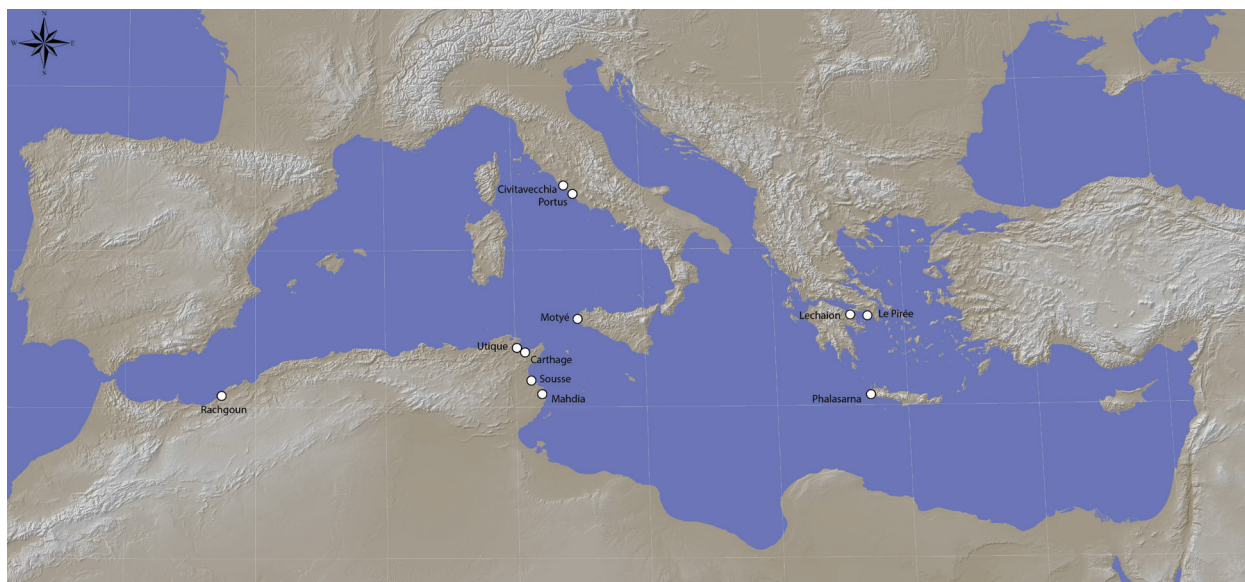 N
W
E
S
Civitavecchia
Portus
Motyé
Lechaion
Le Pirée
Utique
Carthage
Sousse
Mahdia
Rachgoun
Phalasarna